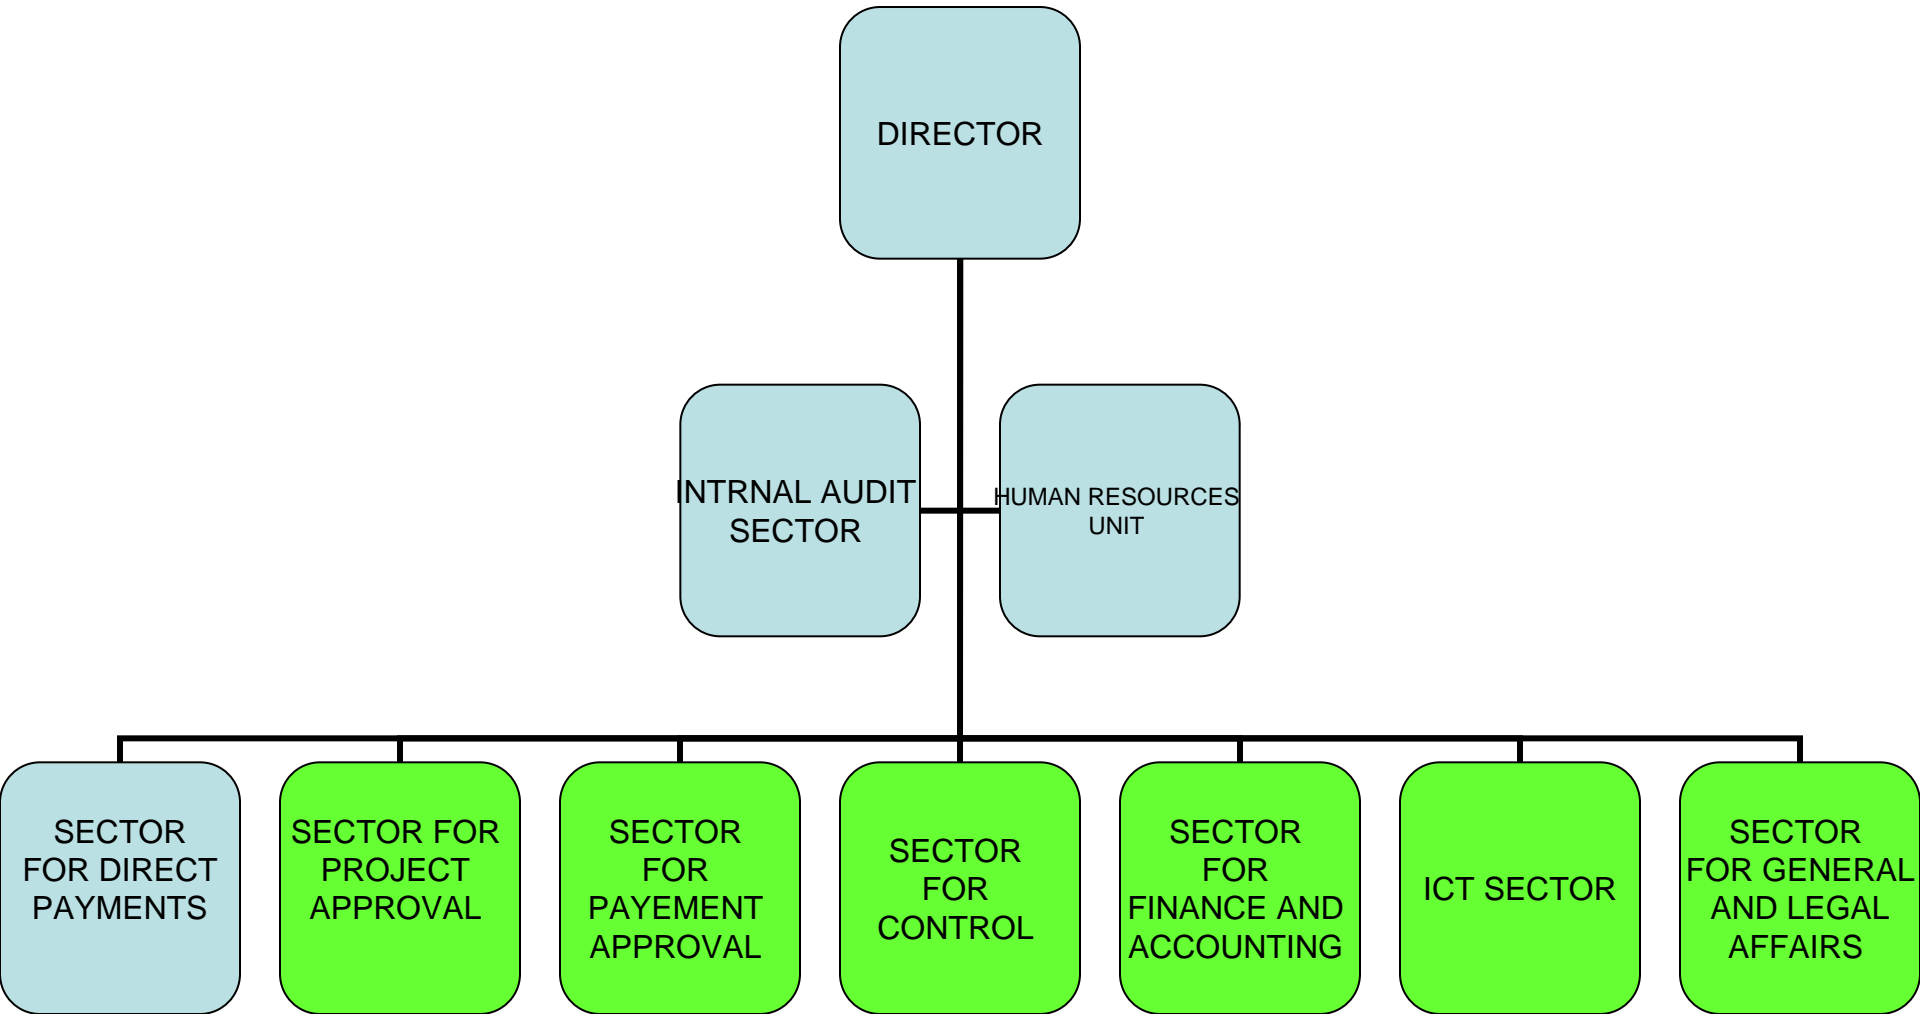 DIRECTOR
INTRNAL AUDIT
SECTOR
HUMAN RESOURCES
UNIT
SECTOR
FOR DIRECT
PAYMENTS
SECTOR FOR
PROJECT
APPROVAL
SECTOR
FOR
PAYEMENT
APPROVAL
SECTOR
FOR
CONTROL
SECTOR
FOR
FINANCE AND
ACCOUNTING
ICT SECTOR
SECTOR
FOR GENERAL
AND LEGAL
AFFAIRS